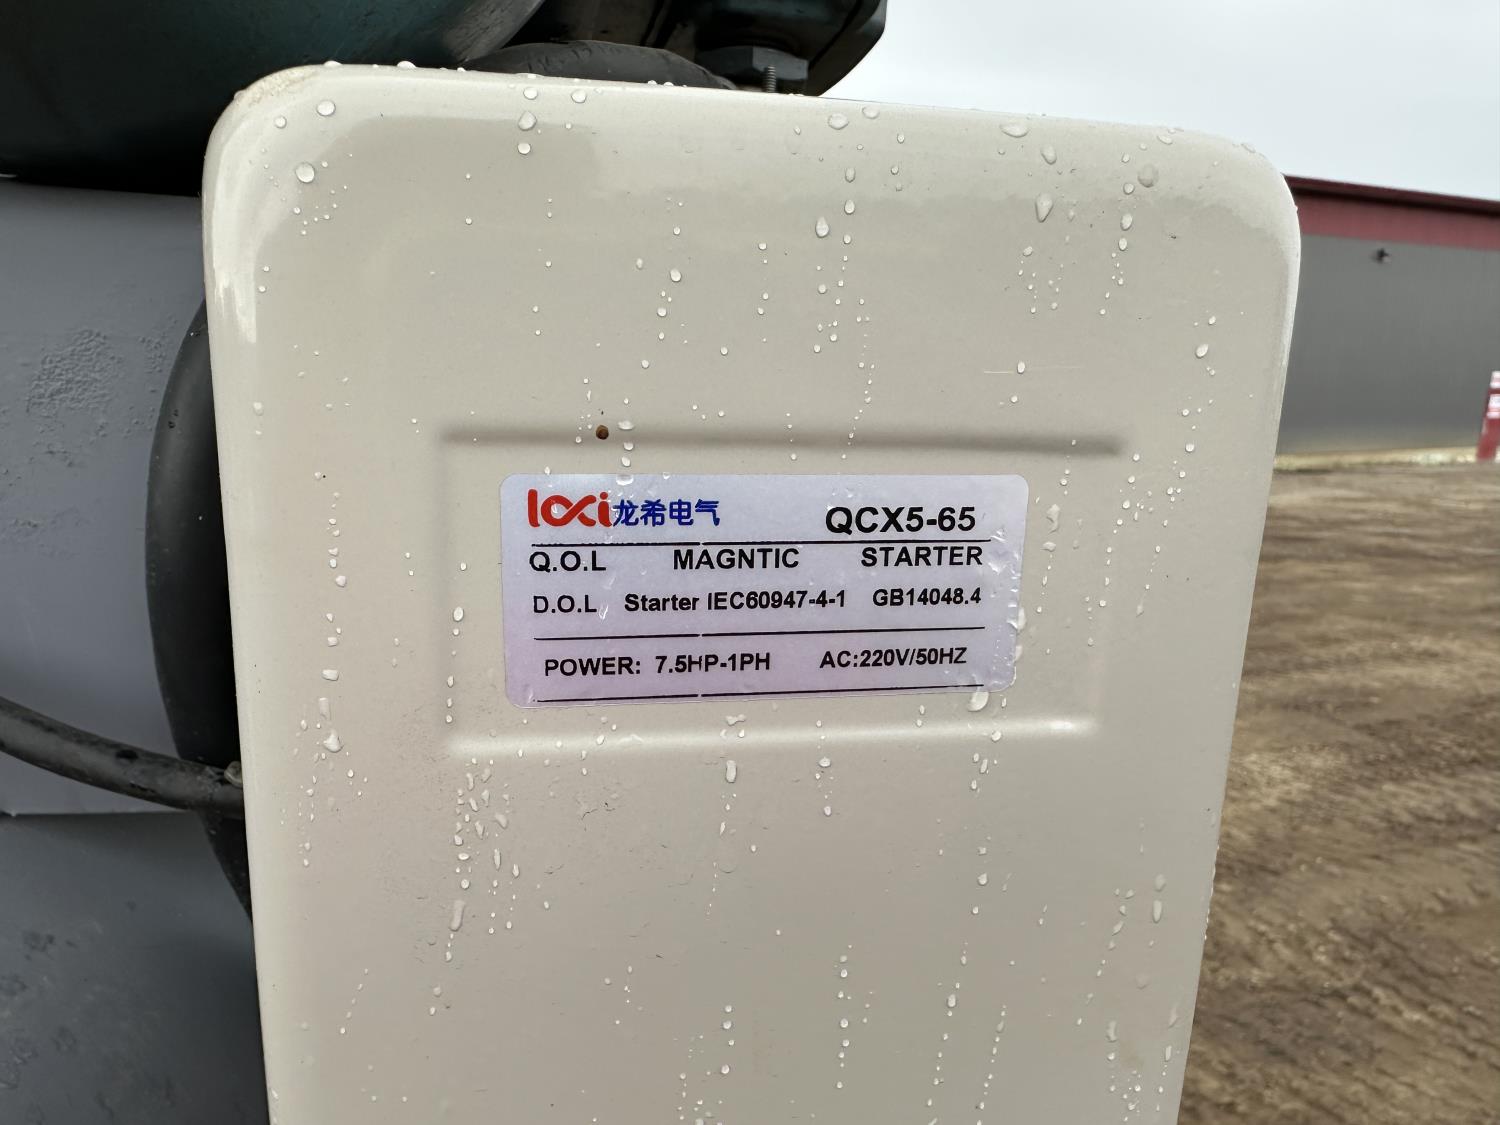 loxi龙希电气 QCX5-65
Q.O.L MAGNTIC STARTER
D.O.L Starter IEC60947-4-1 GB14048.4
POWER: 7.5HP-1PH AC:220V/50HZ